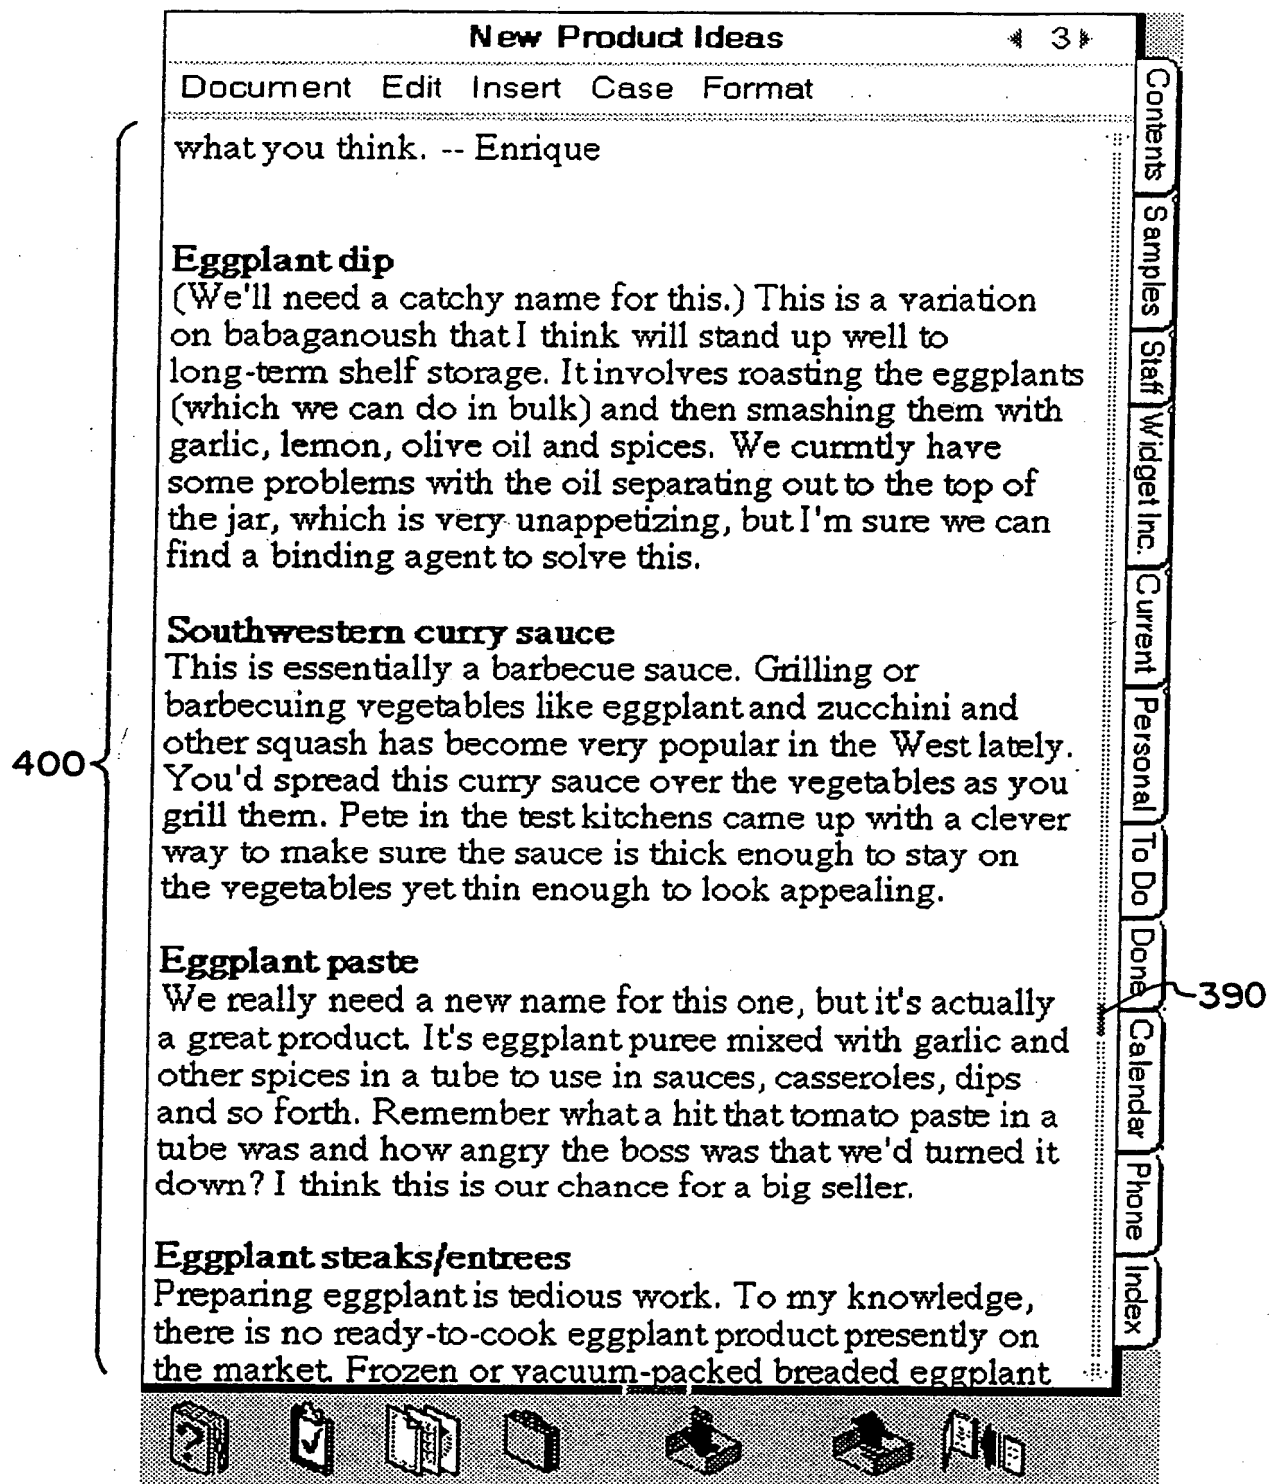 New Product Ideas 3
Document Edit Insert Case Format
what you think. -- Enrique
Eggplant dip
(We'll need a catchy name for this.) This is a variation
on babaganoush that I think will stand up well to
long-term shelf storage. It involves roasting the eggplants
(which we can do in bulk) and then smashing them with
garlic, lemon, olive oil and spices. We curmtly have
some problems with the oil separating out to the top of
the jar, which is very unappetizing, but I'm sure we can
find a binding agent to solve this.
Southwestern curry sauce
This is essentially a barbecue sauce. Grilling or
barbecuing vegetables like eggplant and zucchini and
other squash has become very popular in the West lately.
You'd spread this curry sauce over the vegetables as you
grill them. Pete in the test kitchens came up with a clever
way to make sure the sauce is thick enough to stay on
the vegetables yet thin enough to look appealing.
Eggplant paste
We really need a new name for this one, but it's actually
a great product. It's eggplant puree mixed with garlic and
other spices in a tube to use in sauces, casseroles, dips
and so forth. Remember what a hit that tomato paste in a
tube was and how angry the boss was that we'd turned it
down? I think this is our chance for a big seller.
Eggplant steaks/entrees
Preparing eggplant is tedious work. To my knowledge,
there is no ready-to-cook eggplant product presently on
the market. Frozen or vacuum-packed breaded eggplant
Contents
Samples
Staff
Widget Inc.
Current
Personal
To Do
Done
Calendar
Phone
Index
400
390
?